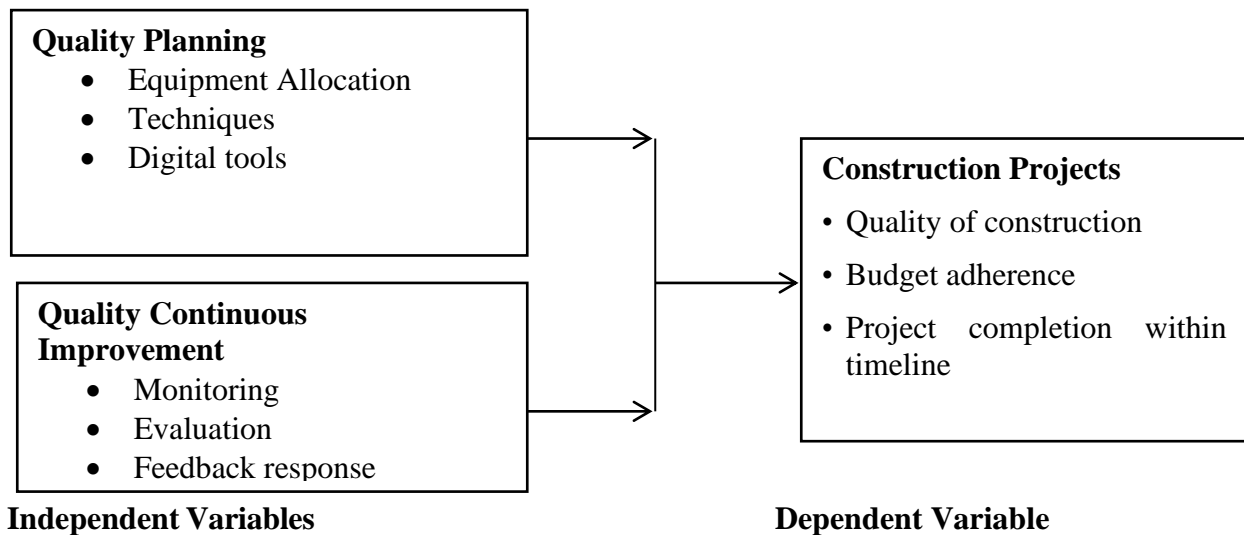 Quality Planning
• Equipment Allocation
• Techniques
• Digital tools
Quality Continuous
Improvement
• Monitoring
• Evaluation
• Feedback response
Construction Projects
• Quality of construction
• Budget adherence
• Project completion within
timeline
Independent Variables
Dependent Variable